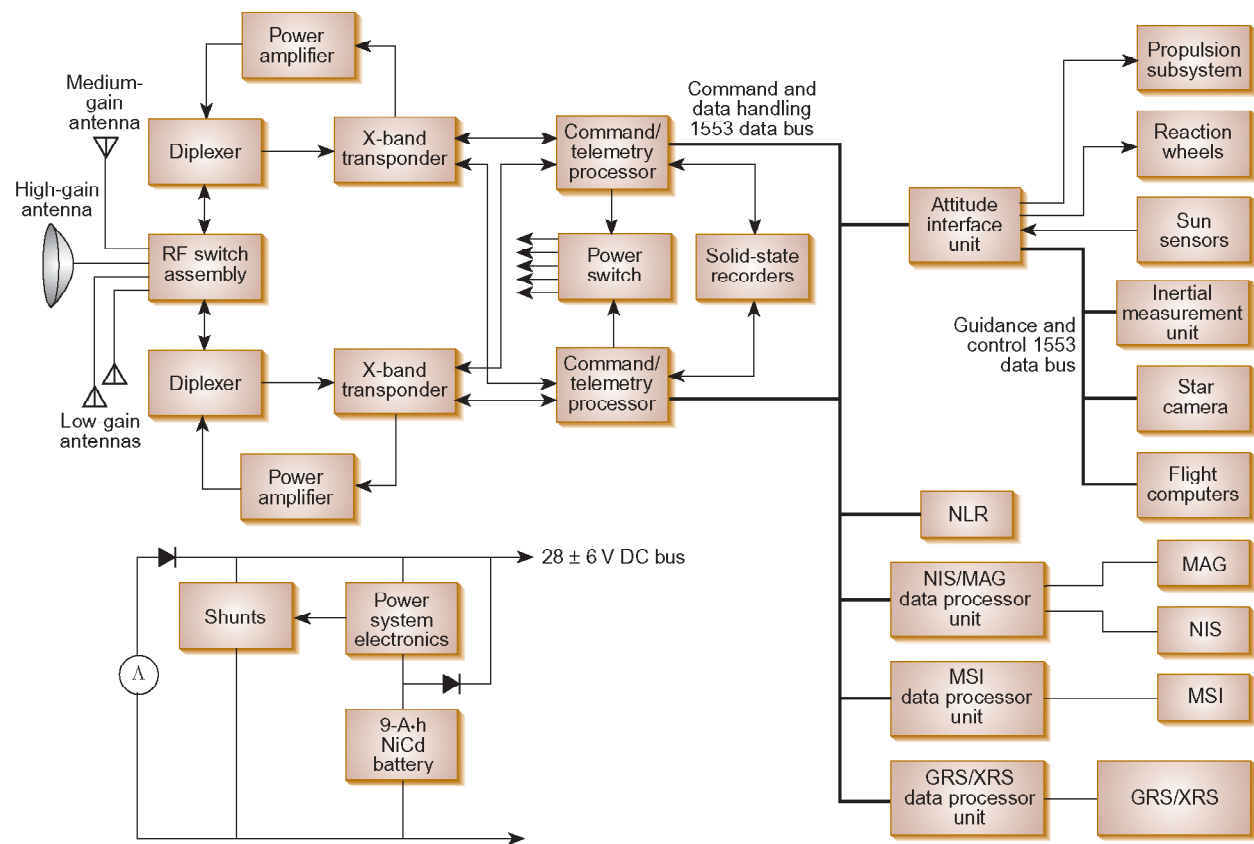 Power
amplifier
Medium-
gain
antenna
Diplexer
X-band
transponder
Command/
telemetry
processor
Command and
data handling
1553 data bus
Propulsion
subsystem
Reaction
wheels
High-gain
antenna
RF switch
assembly
Power
switch
Solid-state
recorders
Attitude
interface
unit
Sun
sensors
Inertial
measurement
unit
Guidance and
control 1553
data bus
Diplexer
X-band
transponder
Command/
telemetry
processor
Star
camera
Low-gain
antennas
Power
amplifier
Flight
computers
NLR
28 ± 6 V DC bus
Shunts
Power
system
electronics
NIS/MAG
data processor
unit
MAG
NIS
Λ
9-A•h
NiCd
battery
MSI
data processor
unit
MSI
GRS/XRS
data processor
unit
GRS/XRS